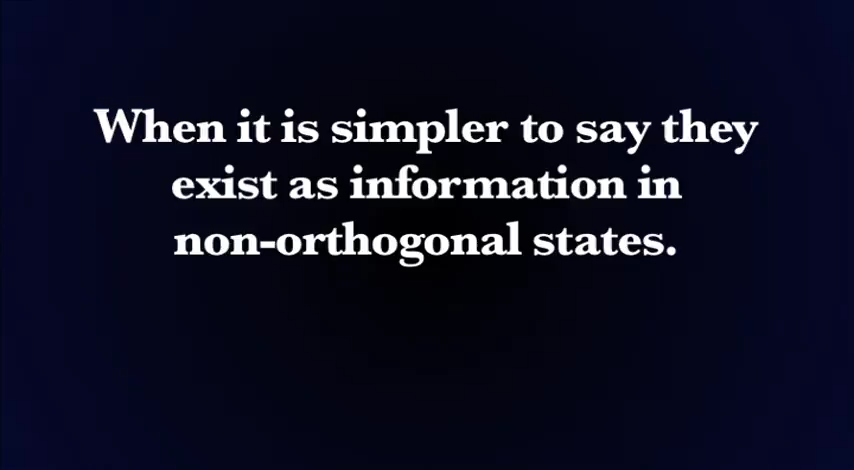 When it is simpler to say they
exist as information in
non-orthogonal states.